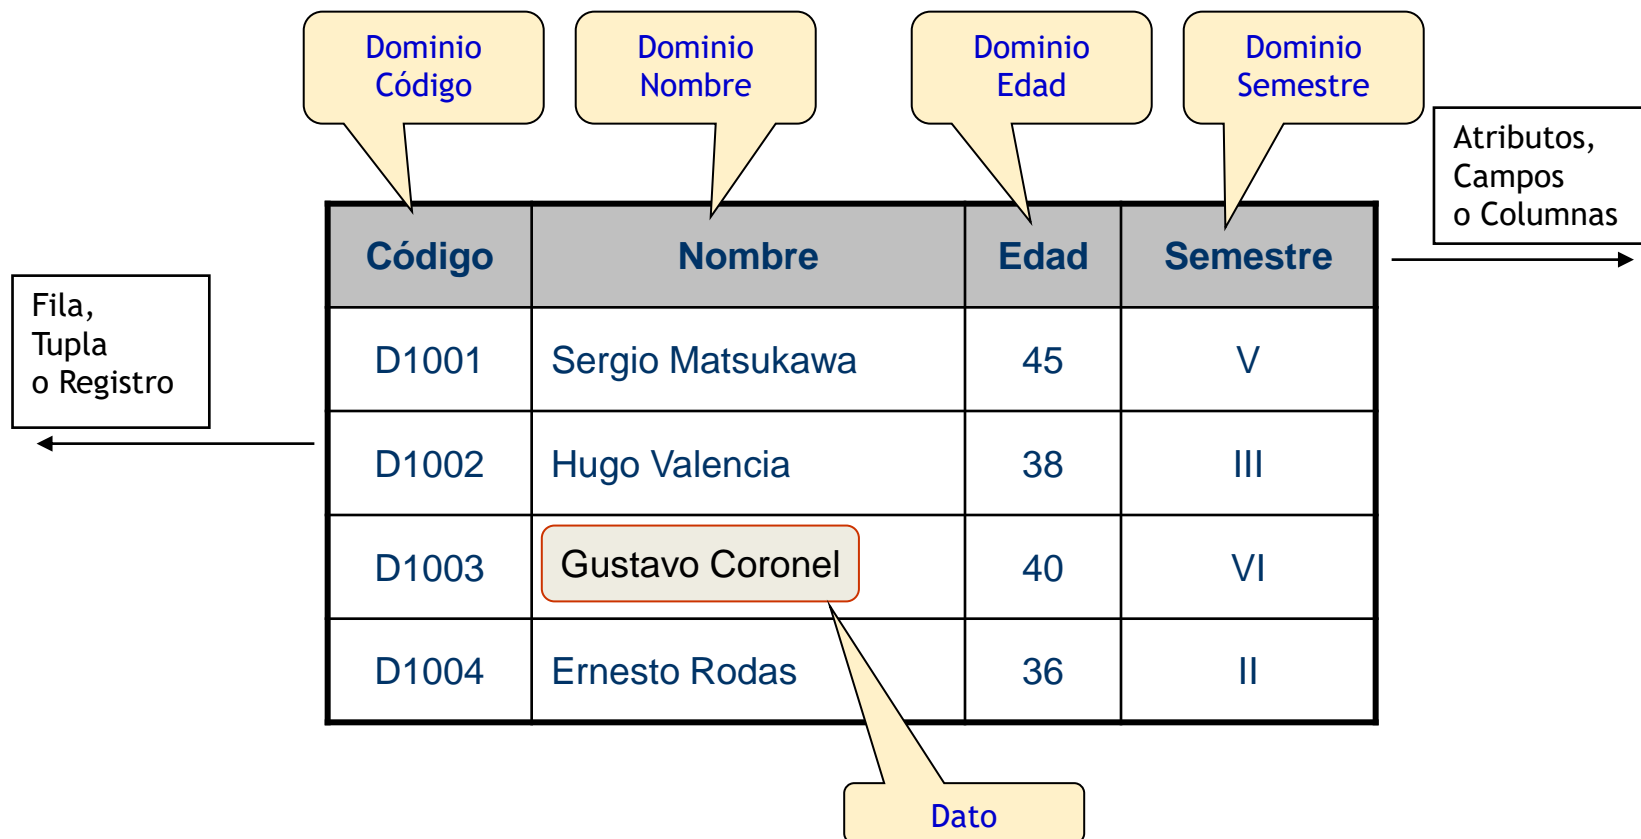 Dominio
Código
Dominio
Nombre
Dominio
Edad
Dominio
Semestre
Atributos,
Campos
o Columnas
Fila,
Tupla
o Registro
Código Nombre Edad Semestre
D1001 Sergio Matsukawa 45 V
D1002 Hugo Valencia 38 III
D1003 Gustavo Coronel 40 VI
D1004 Ernesto Rodas 36 II
Dato